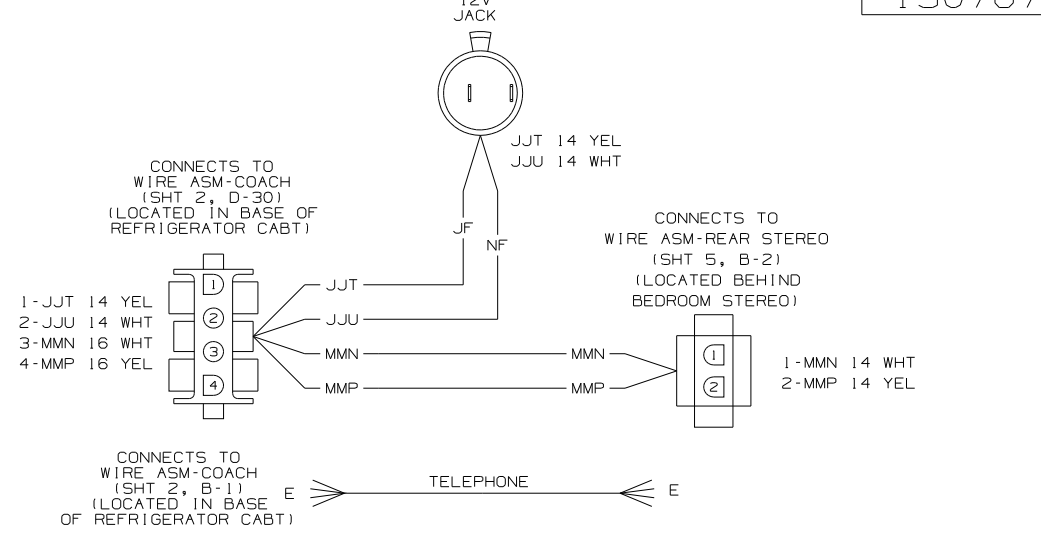 12V
JACK
JJT 14 YEL
JJU 14 WHT
CONNECTS TO
WIRE ASM-COACH
(SHT 2, D-30)
(LOCATED IN BASE OF
REFRIGERATOR CABT)
JF
NF
CONNECTS TO
WIRE ASM-REAR STEREO
(SHT 5, B-2)
(LOCATED BEHIND
BEDROOM STEREO)
1-JJT 14 YEL
2-JJU 14 WHT
3-MMN 16 WHT
4-MMP 16 YEL
1
2
3
4
JJT
JJU
MMN
MMP
MMN
MMP
1
2
1-MMN 14 WHT
2-MMP 14 YEL
CONNECTS TO
WIRE ASM-COACH
(SHT 2, B-1)
(LOCATED IN BASE
OF REFRIGERATOR CABT)
E
TELEPHONE
E